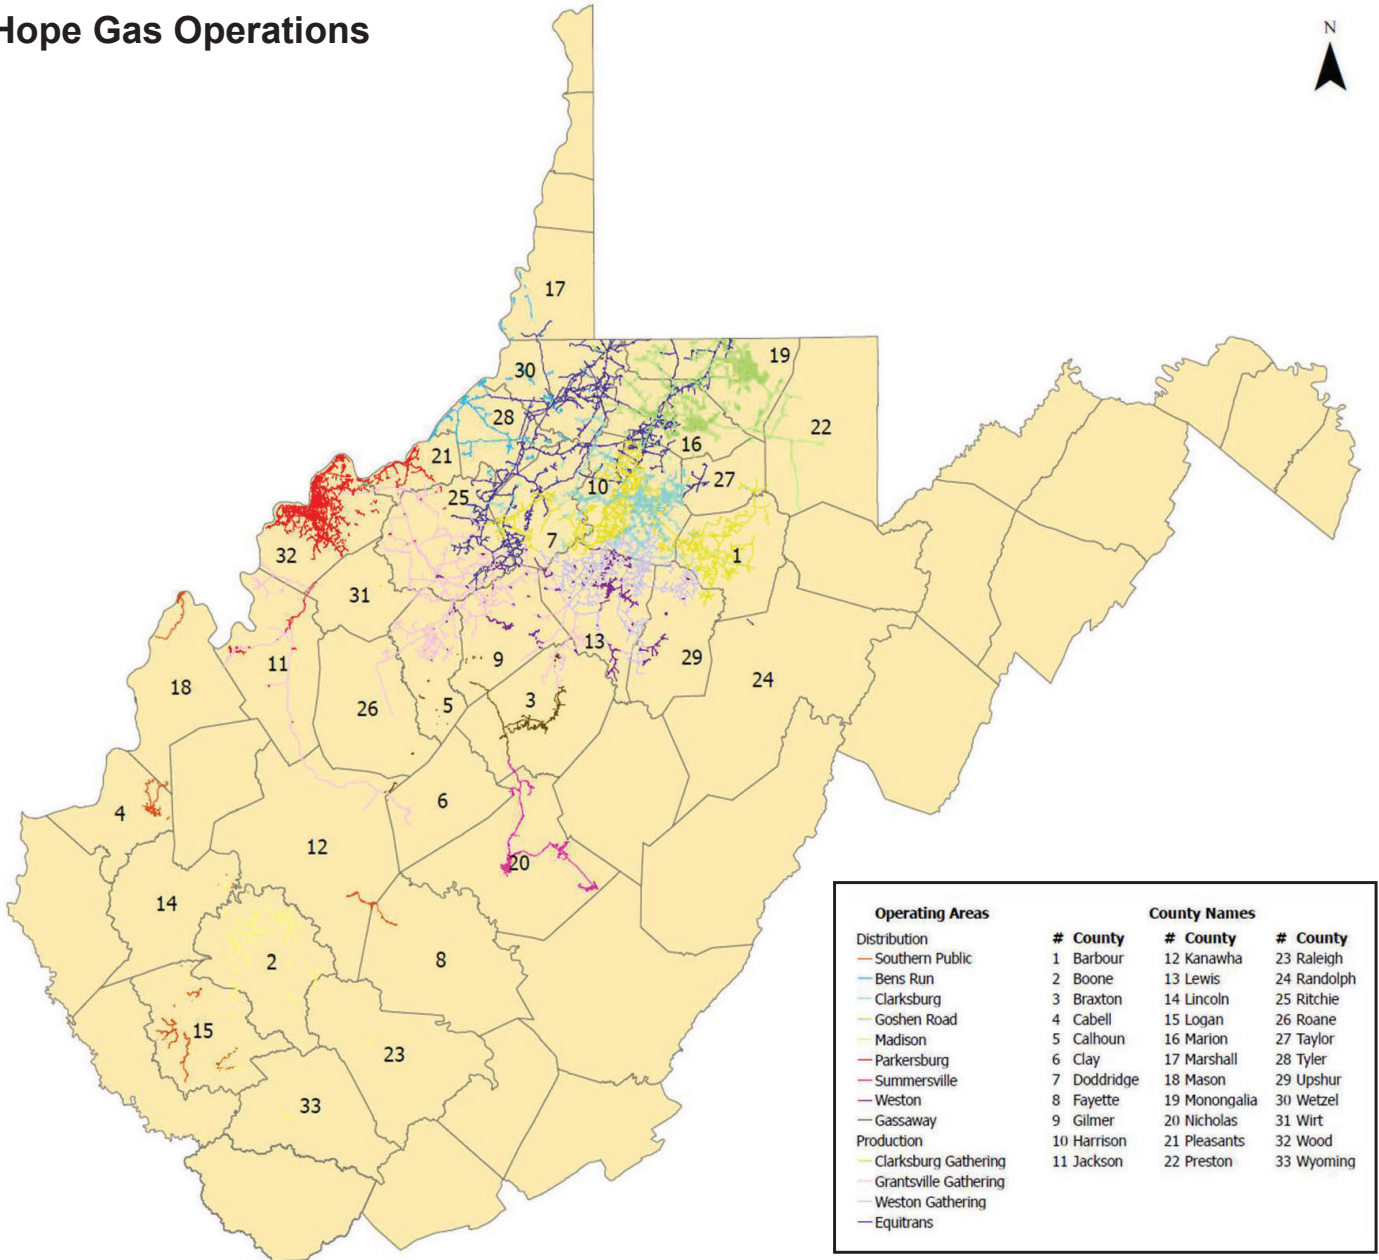 Hope Gas Operations
N
17
19
30
28
22
21
16
10
27
25
7
1
32
31
13
11
9
29
24
18
26
5
3
4
6
12
20
14
2
8
15
23
33
Operating Areas
County Names
Distribution
# County # County # County
Southern Public
1 Barbour 12 Kanawha 23 Raleigh
Bens Run
2 Boone 13 Lewis 24 Randolph
Clarksburg
3 Braxton 14 Lincoln 25 Ritchie
Goshen Road
4 Cabell 15 Logan 26 Roane
Madison
5 Calhoun 16 Marion 27 Taylor
Parkersburg
6 Clay 17 Marshall 28 Tyler
Summersville
7 Doddridge 18 Mason 29 Upshur
Weston
8 Fayette 19 Monongalia 30 Wetzel
Gassaway
9 Gilmer 20 Nicholas 31 Wirt
Production
10 Harrison 21 Pleasants 32 Wood
Clarksburg Gathering
11 Jackson 22 Preston 33 Wyoming
Grantsville Gathering
Weston Gathering
Equitrans